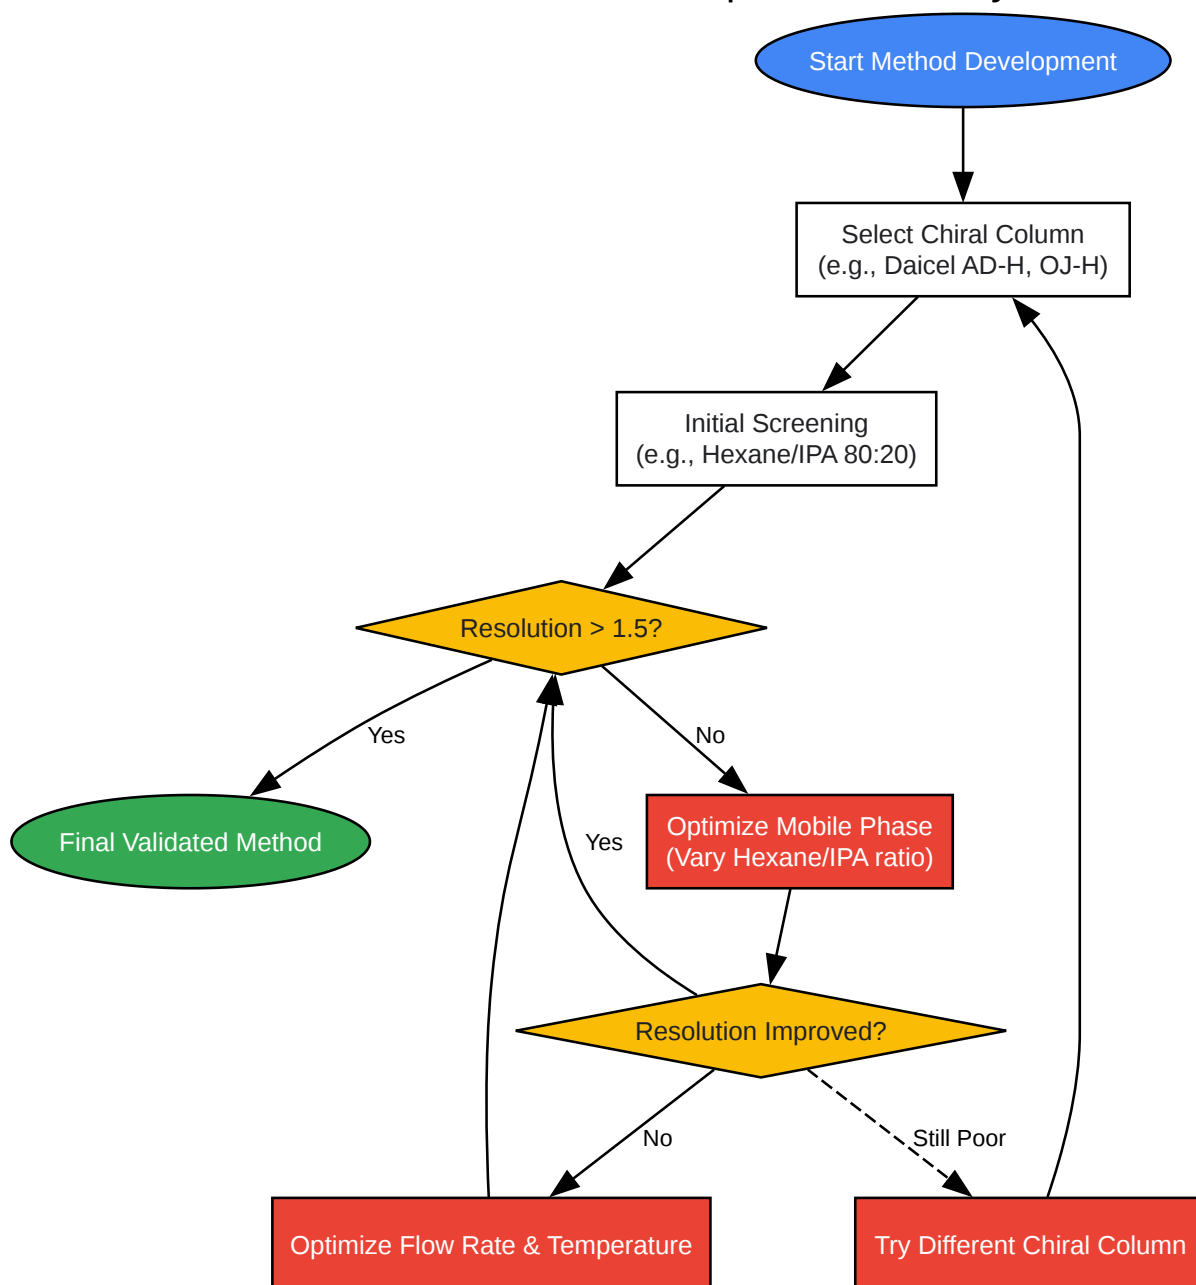 Start Method Development
Select Chiral Column
(e.g., Daicel AD-H, OJ-H)
Initial Screening
(e.g., Hexane/IPA 80:20)
Resolution > 1.5?
Yes
No
Final Validated Method
Optimize Mobile Phase
(Vary Hexane/IPA ratio)
Yes
Resolution Improved?
No
Still Poor
Optimize Flow Rate & Temperature
Try Different Chiral Column